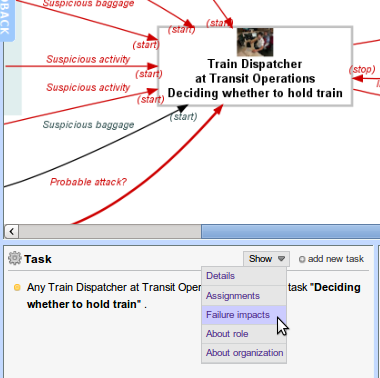 BACK
Suspicious baggage
(start)
(start)
(start)
Train Dispatcher
at Transit Operations
Deciding whether to hold train
Suspicious activity
(start)
(stop)
Suspicious activity
(start)
Suspicious baggage
(start)
Probable attack?
Task
Show
add new task
Any Train Dispatcher at Transit Oper task "Deciding
whether to hold train" .
Details
Assignments
Failure impacts
About role
About organization